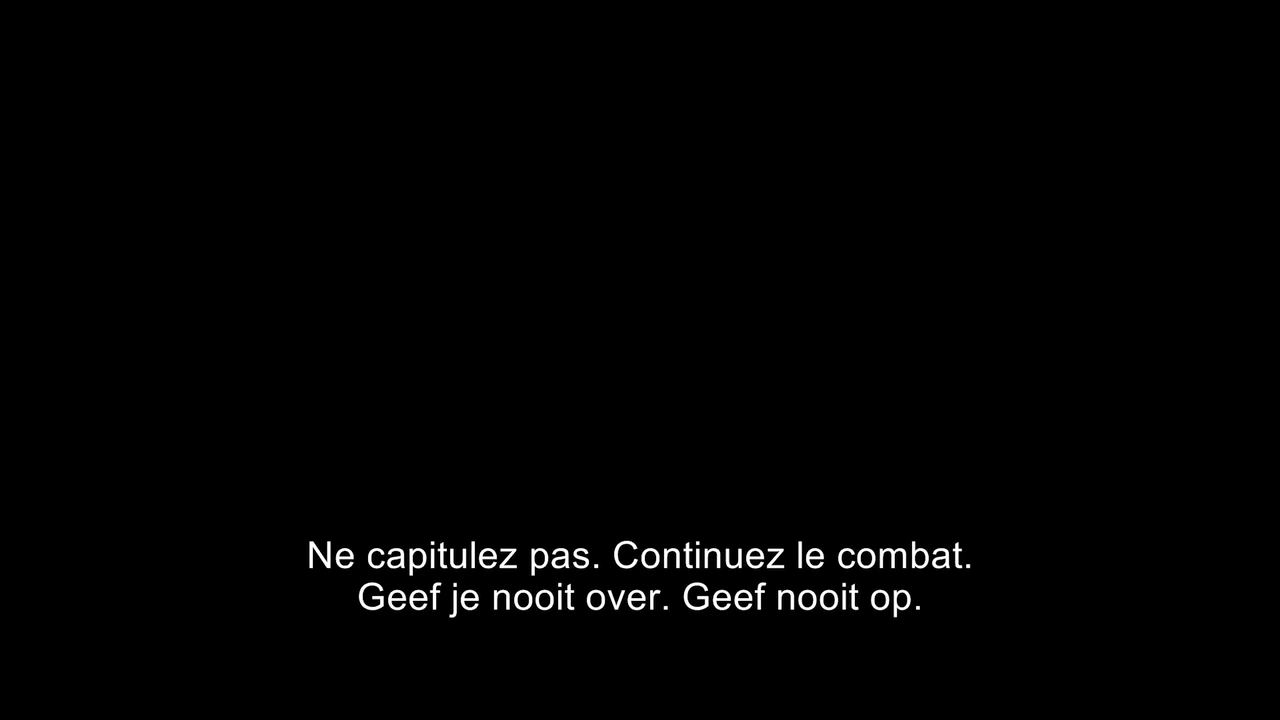 Ne capitulez pas. Continuez le combat.
Geef je nooit over. Geef nooit op.